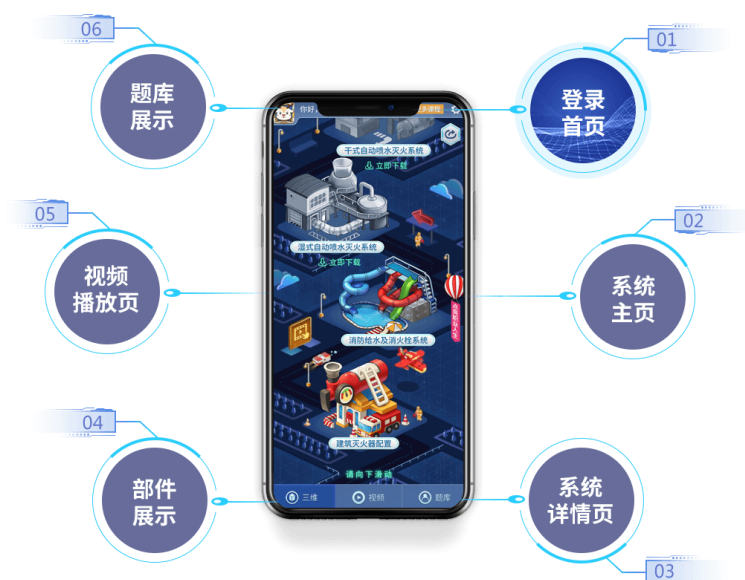 06
题库
展示
01
登录
首页
05
视频
播放页
02
系统
主页
04
部件
展示
03
系统
详情页
你好
干式自动喷水灭火系统
立即下载
湿式自动喷水灭火系统
立即下载
消防给水及消火栓系统
建筑灭火器配置
请向下滑动
三维
视频
题库